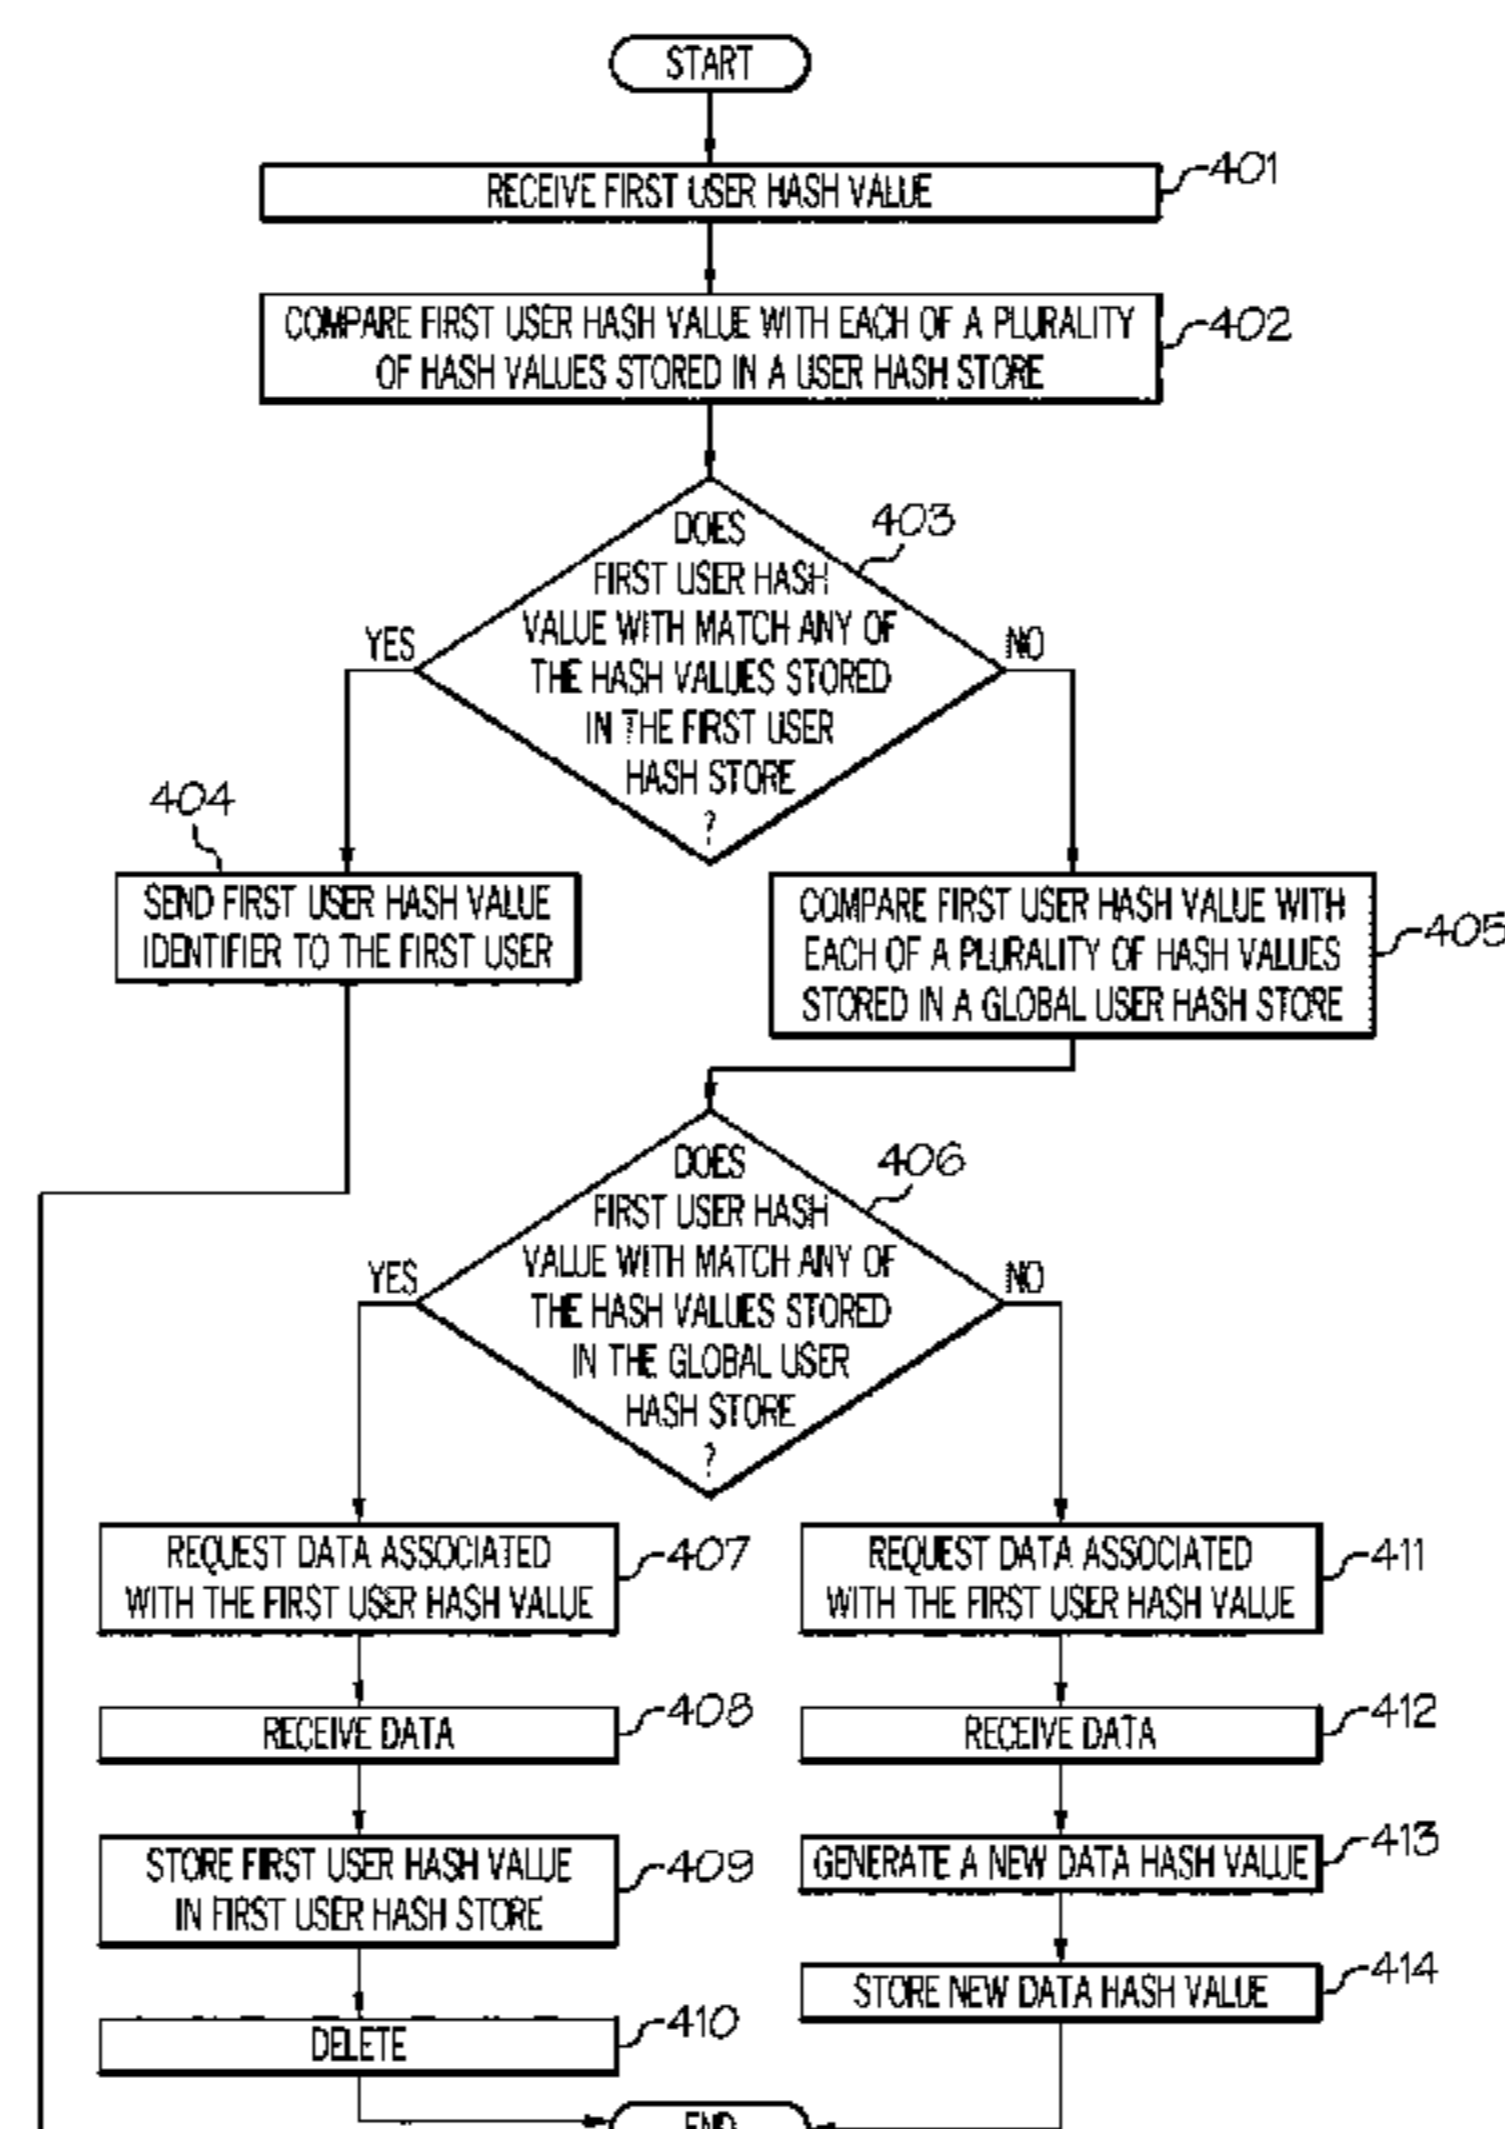 START
RECEIVE FIRST USER HASH VALUE
401
COMPARE FIRST USER HASH VALUE WITH EACH OF A PLURALITY
OF HASH VALUES STORED IN A USER HASH STORE
402
DOES
FIRST USER HASH
VALUE WITH MATCH ANY OF
THE HASH VALUES STORED
IN THE FIRST USER
HASH STORE
?
403
YES
NO
404
SEND FIRST USER HASH VALUE
IDENTIFIER TO THE FIRST USER
COMPARE FIRST USER HASH VALUE WITH
EACH OF A PLURALITY OF HASH VALUES
STORED IN A GLOBAL USER HASH STORE
405
DOES
FIRST USER HASH
VALUE WITH MATCH ANY OF
THE HASH VALUES STORED
IN THE GLOBAL USER
HASH STORE
?
406
YES
NO
REQUEST DATA ASSOCIATED
WITH THE FIRST USER HASH VALUE
407
RECEIVE DATA
408
STORE FIRST USER HASH VALUE
IN FIRST USER HASH STORE
409
DELETE
410
REQUEST DATA ASSOCIATED
WITH THE FIRST USER HASH VALUE
411
RECEIVE DATA
412
GENERATE A NEW DATA HASH VALUE
413
STORE NEW DATA HASH VALUE
414
END